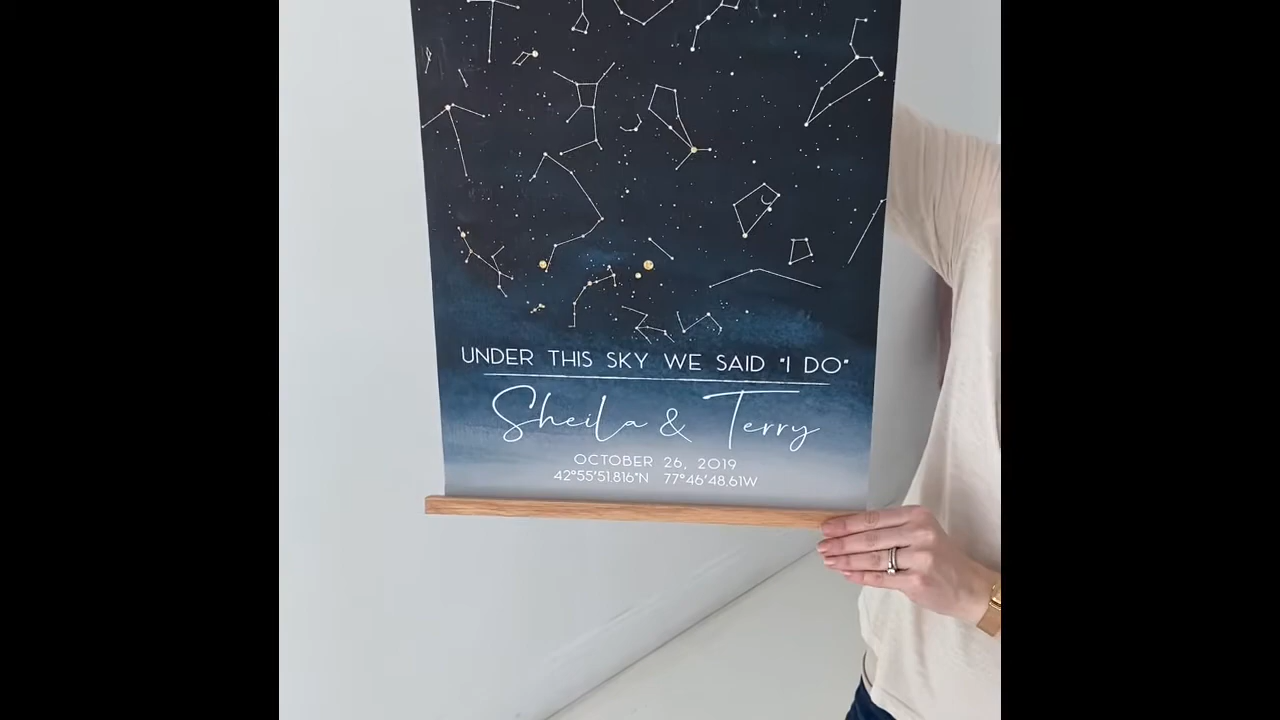 UNDER THIS SKY WE SAID "I DO"
Sheila & Terry
OCTOBER 26, 2019
42°55'51.816"N 77°46'48.61W